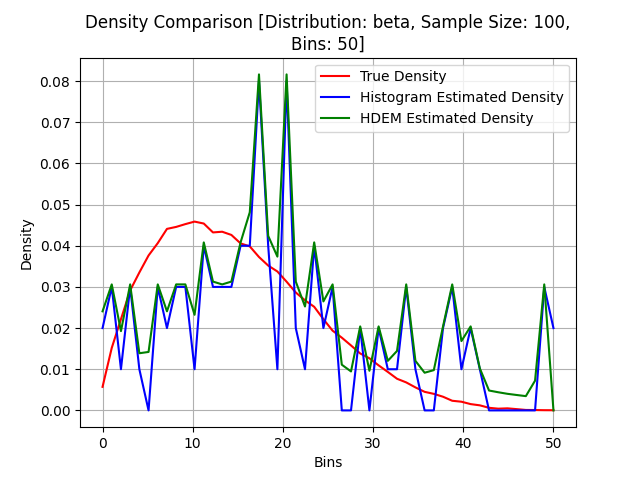 Density Comparison [Distribution: beta, Sample Size: 100,
Bins: 50]
True Density
Histogram Estimated Density
HDEM Estimated Density
Density
0.08
0.07
0.06
0.05
0.04
0.03
0.02
0.01
0.00
0 10 20 30 40 50
Bins